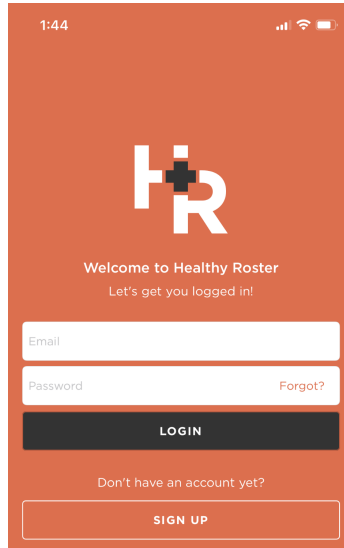 1:44
HR
Welcome to Healthy Roster
Let's get you logged in!
Email
Password Forgot?
LOGIN
Don't have an account yet?
SIGN UP